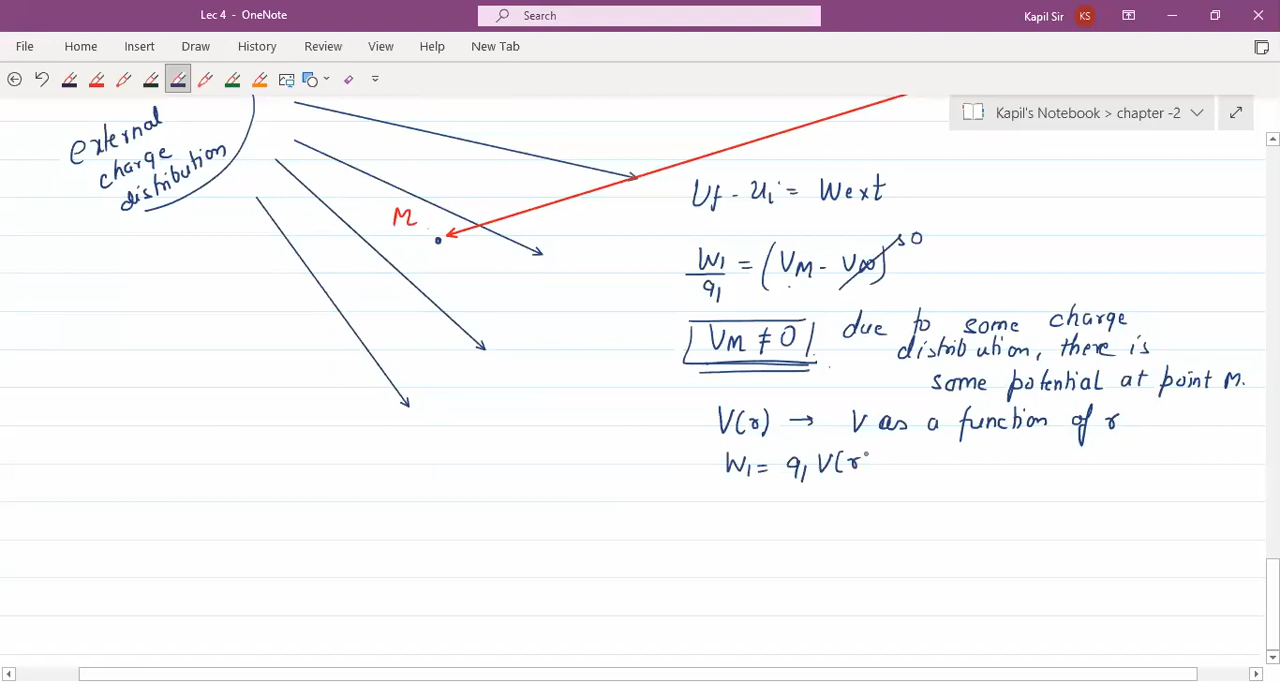 Lec 4 - OneNote
Search
Kapil Sir
KS
File Home Insert Draw History Review View Help New Tab
Kapil's Notebook > chapter -2
external
charge
distribution
M
Uf - Ui = Wext
W1/q1 = (VM - V∞) 0
VM ≠ 0 due to some charge
distribution, there is
some potential at point M.
V(r) → V as a function of r
W1 = q1 V(r